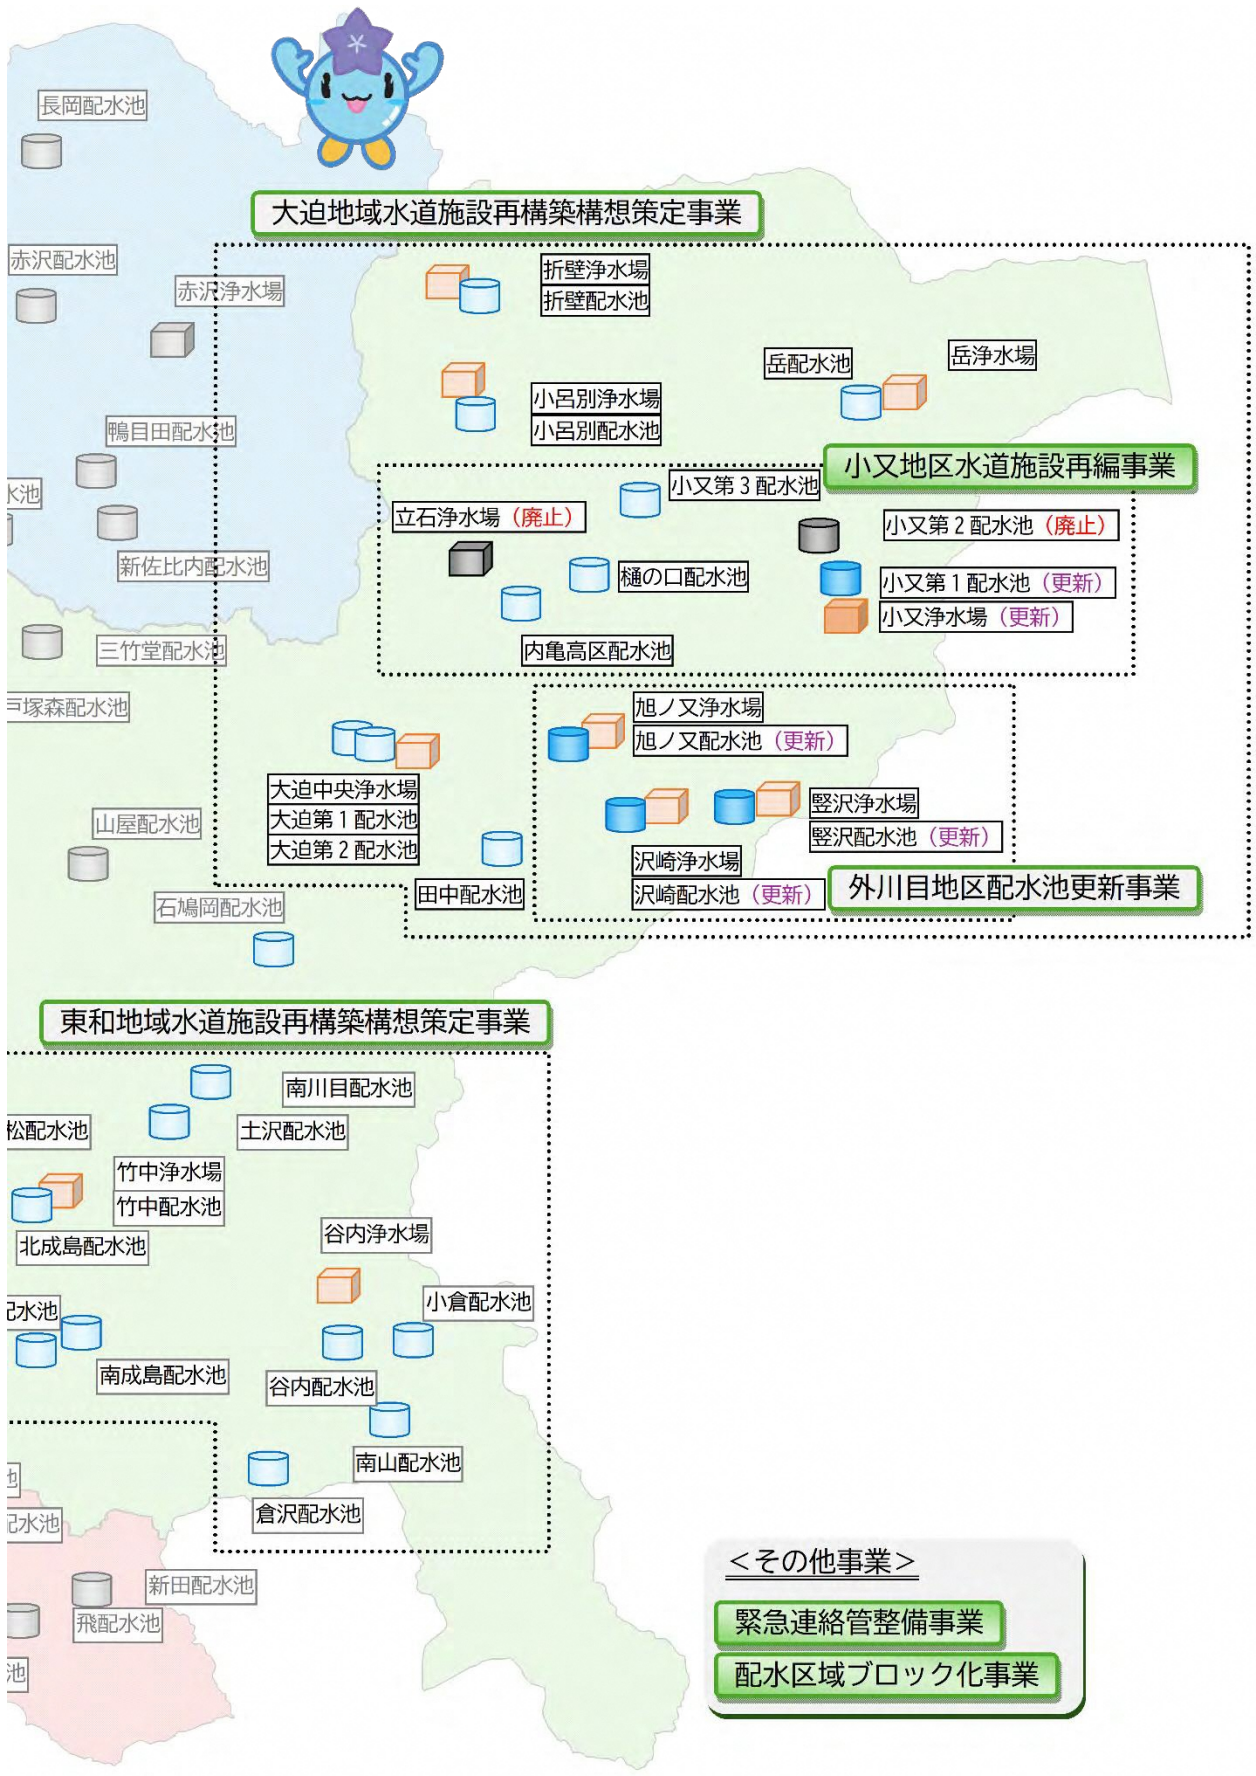 長岡配水池
大迫地域水道施設再構築構想策定事業
赤沢配水池
赤沢浄水場
折壁浄水場
折壁配水池
岳配水池
岳浄水場
小呂別浄水場
小呂別配水池
鴨目田配水池
小又地区水道施設再編事業
水池
小又第3配水池
立石浄水場（廃止）
小又第2配水池（廃止）
新佐比内配水池
樋の口配水池
小又第1配水池（更新）
小又浄水場（更新）
三竹堂配水池
内亀高区配水池
戸塚森配水池
旭ノ又浄水場
旭ノ又配水池（更新）
大迫中央浄水場
大迫第1配水池
大迫第2配水池
竪沢浄水場
竪沢配水池（更新）
山屋配水池
沢崎浄水場
沢崎配水池（更新）
田中配水池
外川目地区配水池更新事業
石鳩岡配水池
東和地域水道施設再構築構想策定事業
南川目配水池
松配水池
土沢配水池
竹中浄水場
竹中配水池
北成島配水池
谷内浄水場
配水池
小倉配水池
南成島配水池
谷内配水池
南山配水池
池
倉沢配水池
配水池
＜その他事業＞
新田配水池
飛配水池
緊急連絡管整備事業
池
配水区域ブロック化事業